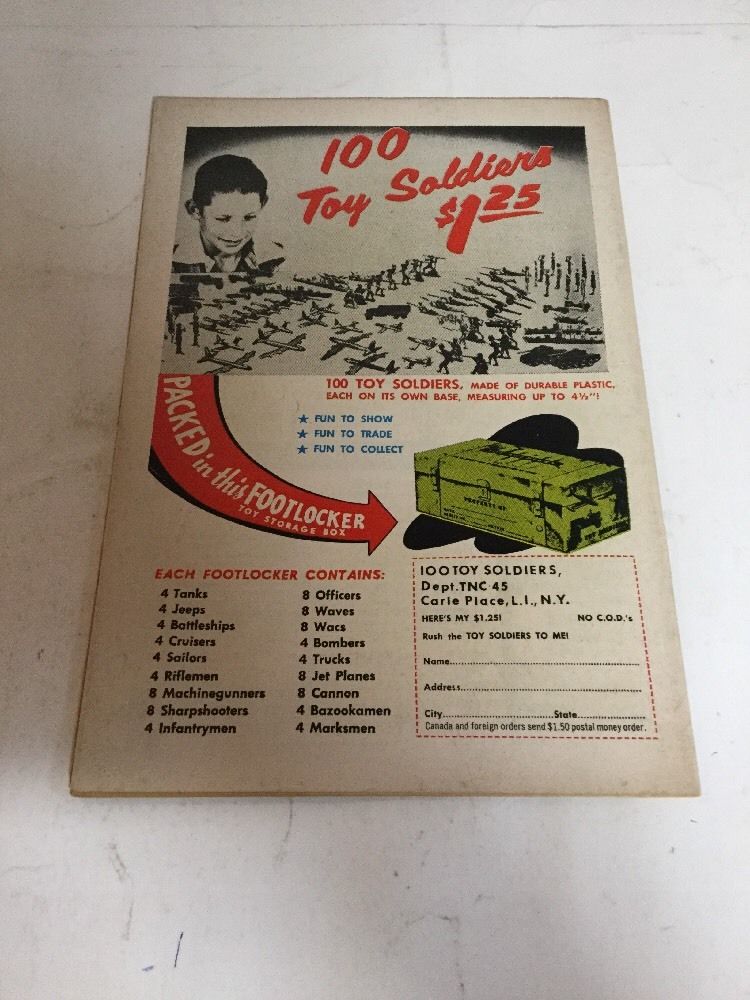 100
Toy Soldiers
$1.25
100 TOY SOLDIERS, MADE OF DURABLE PLASTIC,
EACH ON ITS OWN BASE, MEASURING UP TO 4½"!
★ FUN TO SHOW
★ FUN TO TRADE
★ FUN TO COLLECT
PACKED in this FOOTLOCKER
TOY STORAGE BOX
PROPERTY OF
EACH FOOTLOCKER CONTAINS:
4 Tanks
4 Jeeps
4 Battleships
4 Cruisers
4 Sailors
4 Riflemen
8 Machinegunners
8 Sharpshooters
4 Infantrymen
8 Officers
8 Waves
8 Wacs
4 Bombers
4 Trucks
8 Jet Planes
8 Cannon
4 Bazookamen
4 Marksmen
100 TOY SOLDIERS,
Dept. TNC 45
Carle Place, L.I., N.Y.
HERE'S MY $1.25! NO C.O.D.'s
Rush the TOY SOLDIERS TO ME!
Name
Address
City State
Canada and foreign orders send $1.50 postal money order.